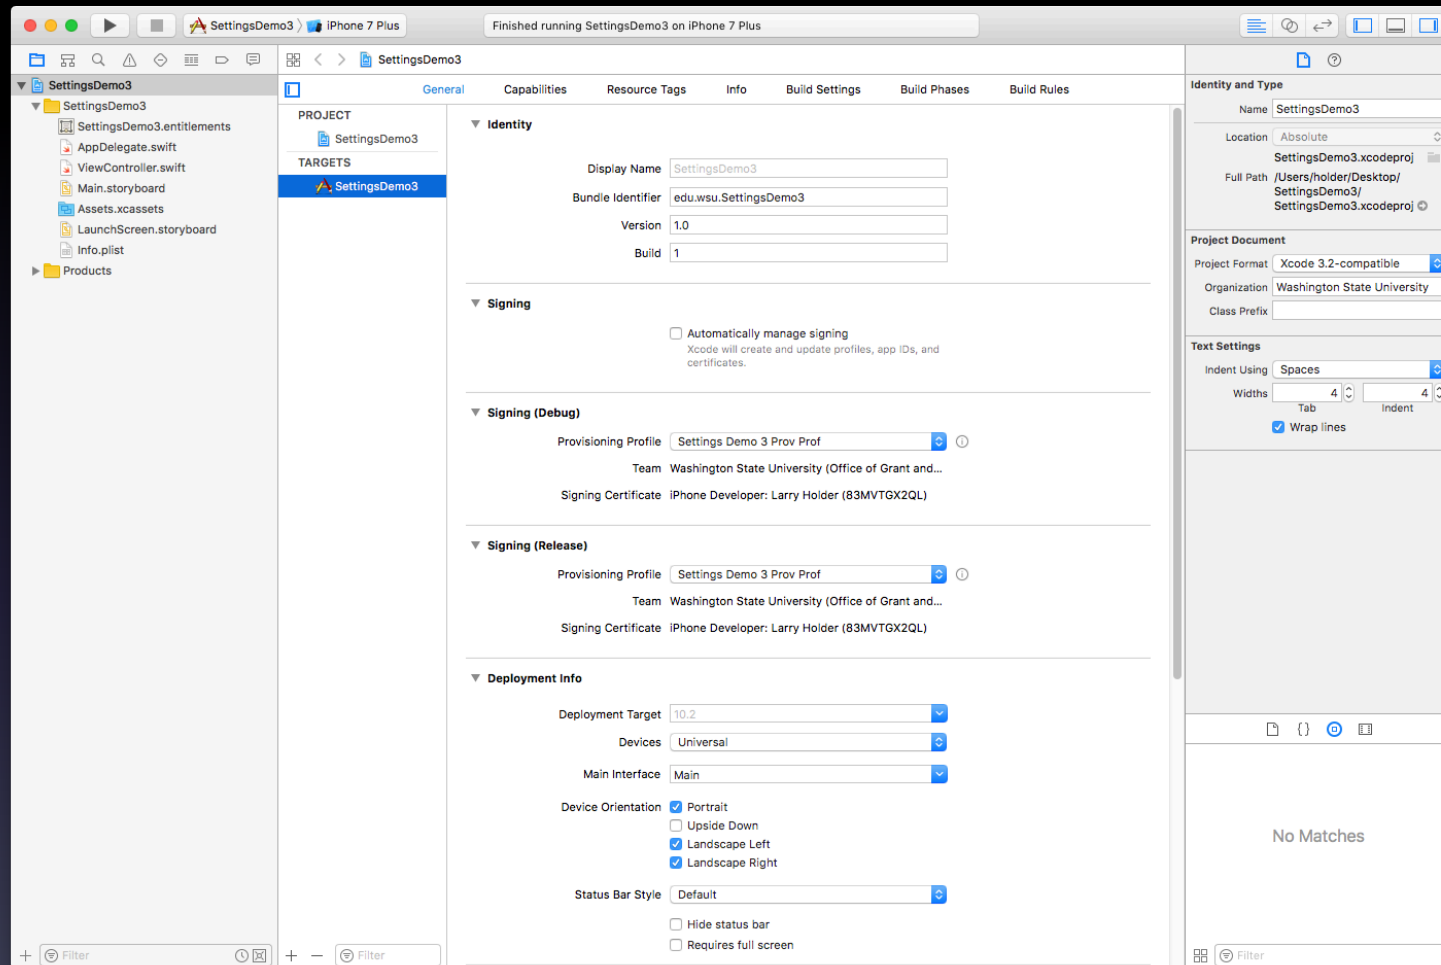 SettingsDemo3 〉 iPhone 7 Plus
Finished running SettingsDemo3 on iPhone 7 Plus
SettingsDemo3
SettingsDemo3
SettingsDemo3.entitlements
AppDelegate.swift
ViewController.swift
Main.storyboard
Assets.xcassets
LaunchScreen.storyboard
Info.plist
Products
Filter
SettingsDemo3
General Capabilities Resource Tags Info Build Settings Build Phases Build Rules
PROJECT
SettingsDemo3
TARGETS
SettingsDemo3
Filter
Identity
Display Name SettingsDemo3
Bundle Identifier edu.wsu.SettingsDemo3
Version 1.0
Build 1
Signing
Automatically manage signing
Xcode will create and update profiles, app IDs, and
certificates.
Signing (Debug)
Provisioning Profile Settings Demo 3 Prov Prof
Team Washington State University (Office of Grant and...
Signing Certificate iPhone Developer: Larry Holder (83MVTGX2QL)
Signing (Release)
Provisioning Profile Settings Demo 3 Prov Prof
Team Washington State University (Office of Grant and...
Signing Certificate iPhone Developer: Larry Holder (83MVTGX2QL)
Deployment Info
Deployment Target 10.2
Devices Universal
Main Interface Main
Device Orientation Portrait
Upside Down
Landscape Left
Landscape Right
Status Bar Style Default
Hide status bar
Requires full screen
Identity and Type
Name SettingsDemo3
Location Absolute
SettingsDemo3.xcodeproj
Full Path /Users/holder/Desktop/
SettingsDemo3/
SettingsDemo3.xcodeproj
Project Document
Project Format Xcode 3.2-compatible
Organization Washington State University
Class Prefix
Text Settings
Indent Using Spaces
Widths 4 4
Tab Indent
Wrap lines
No Matches
Filter